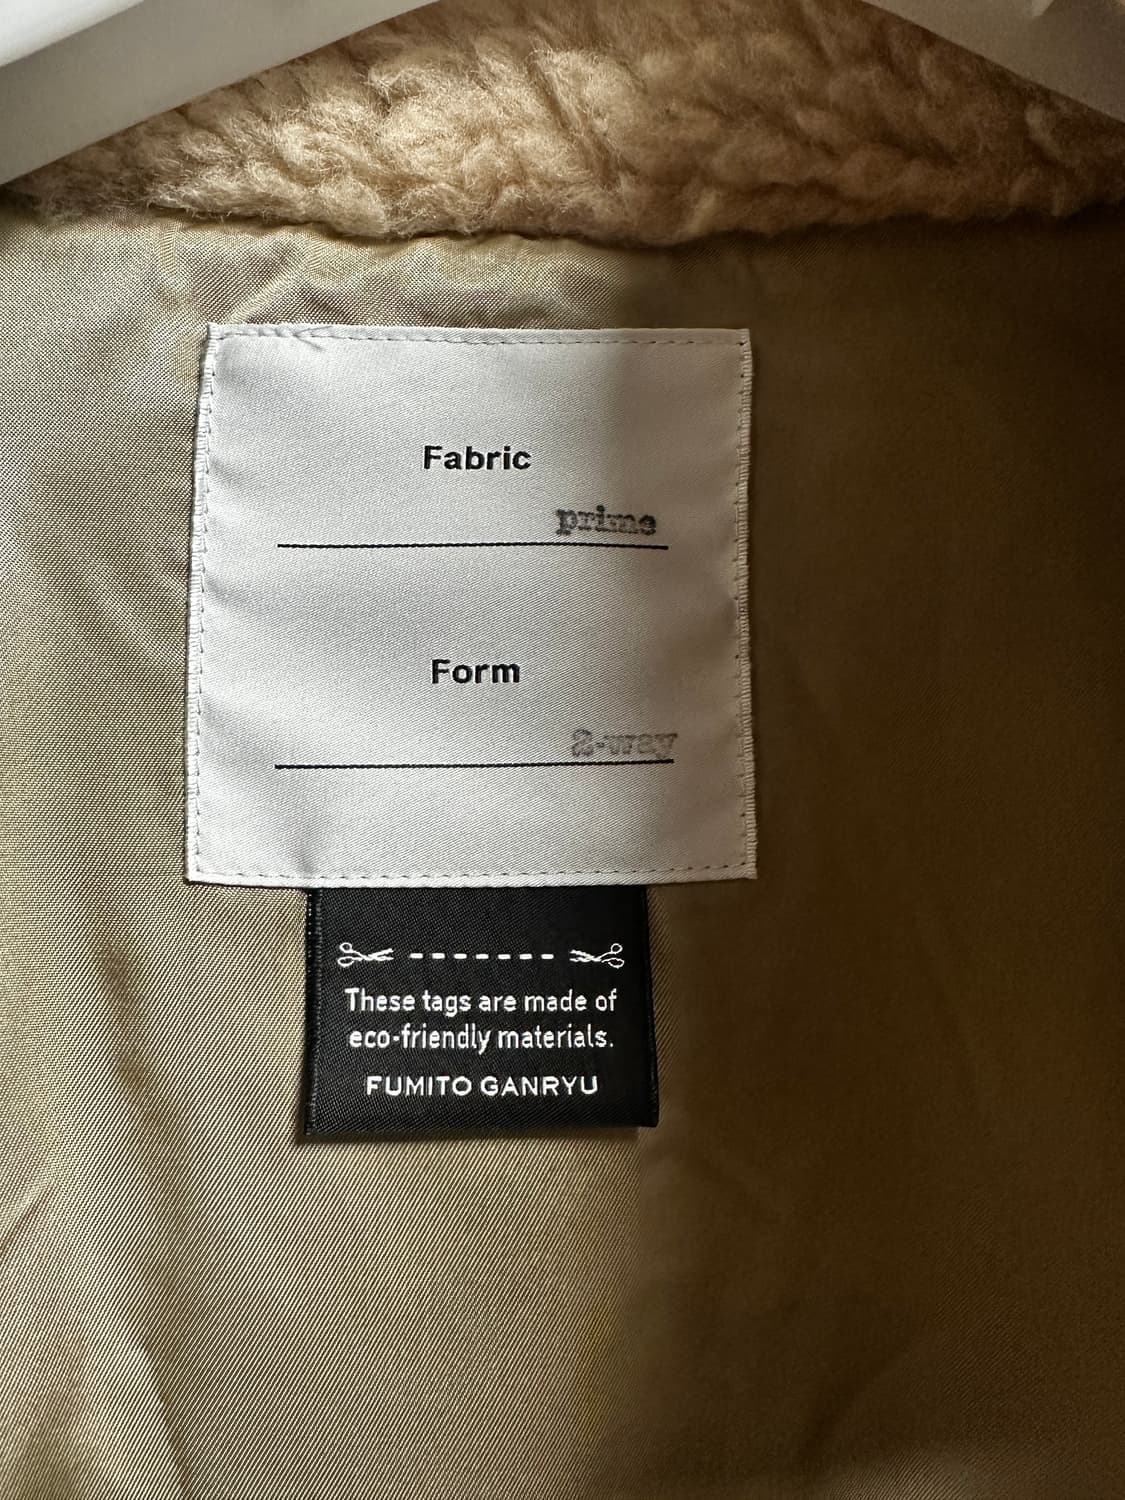 Fabric
prime
Form
2-way
These tags are made of
eco-friendly materials.
FUMITO GANRYU